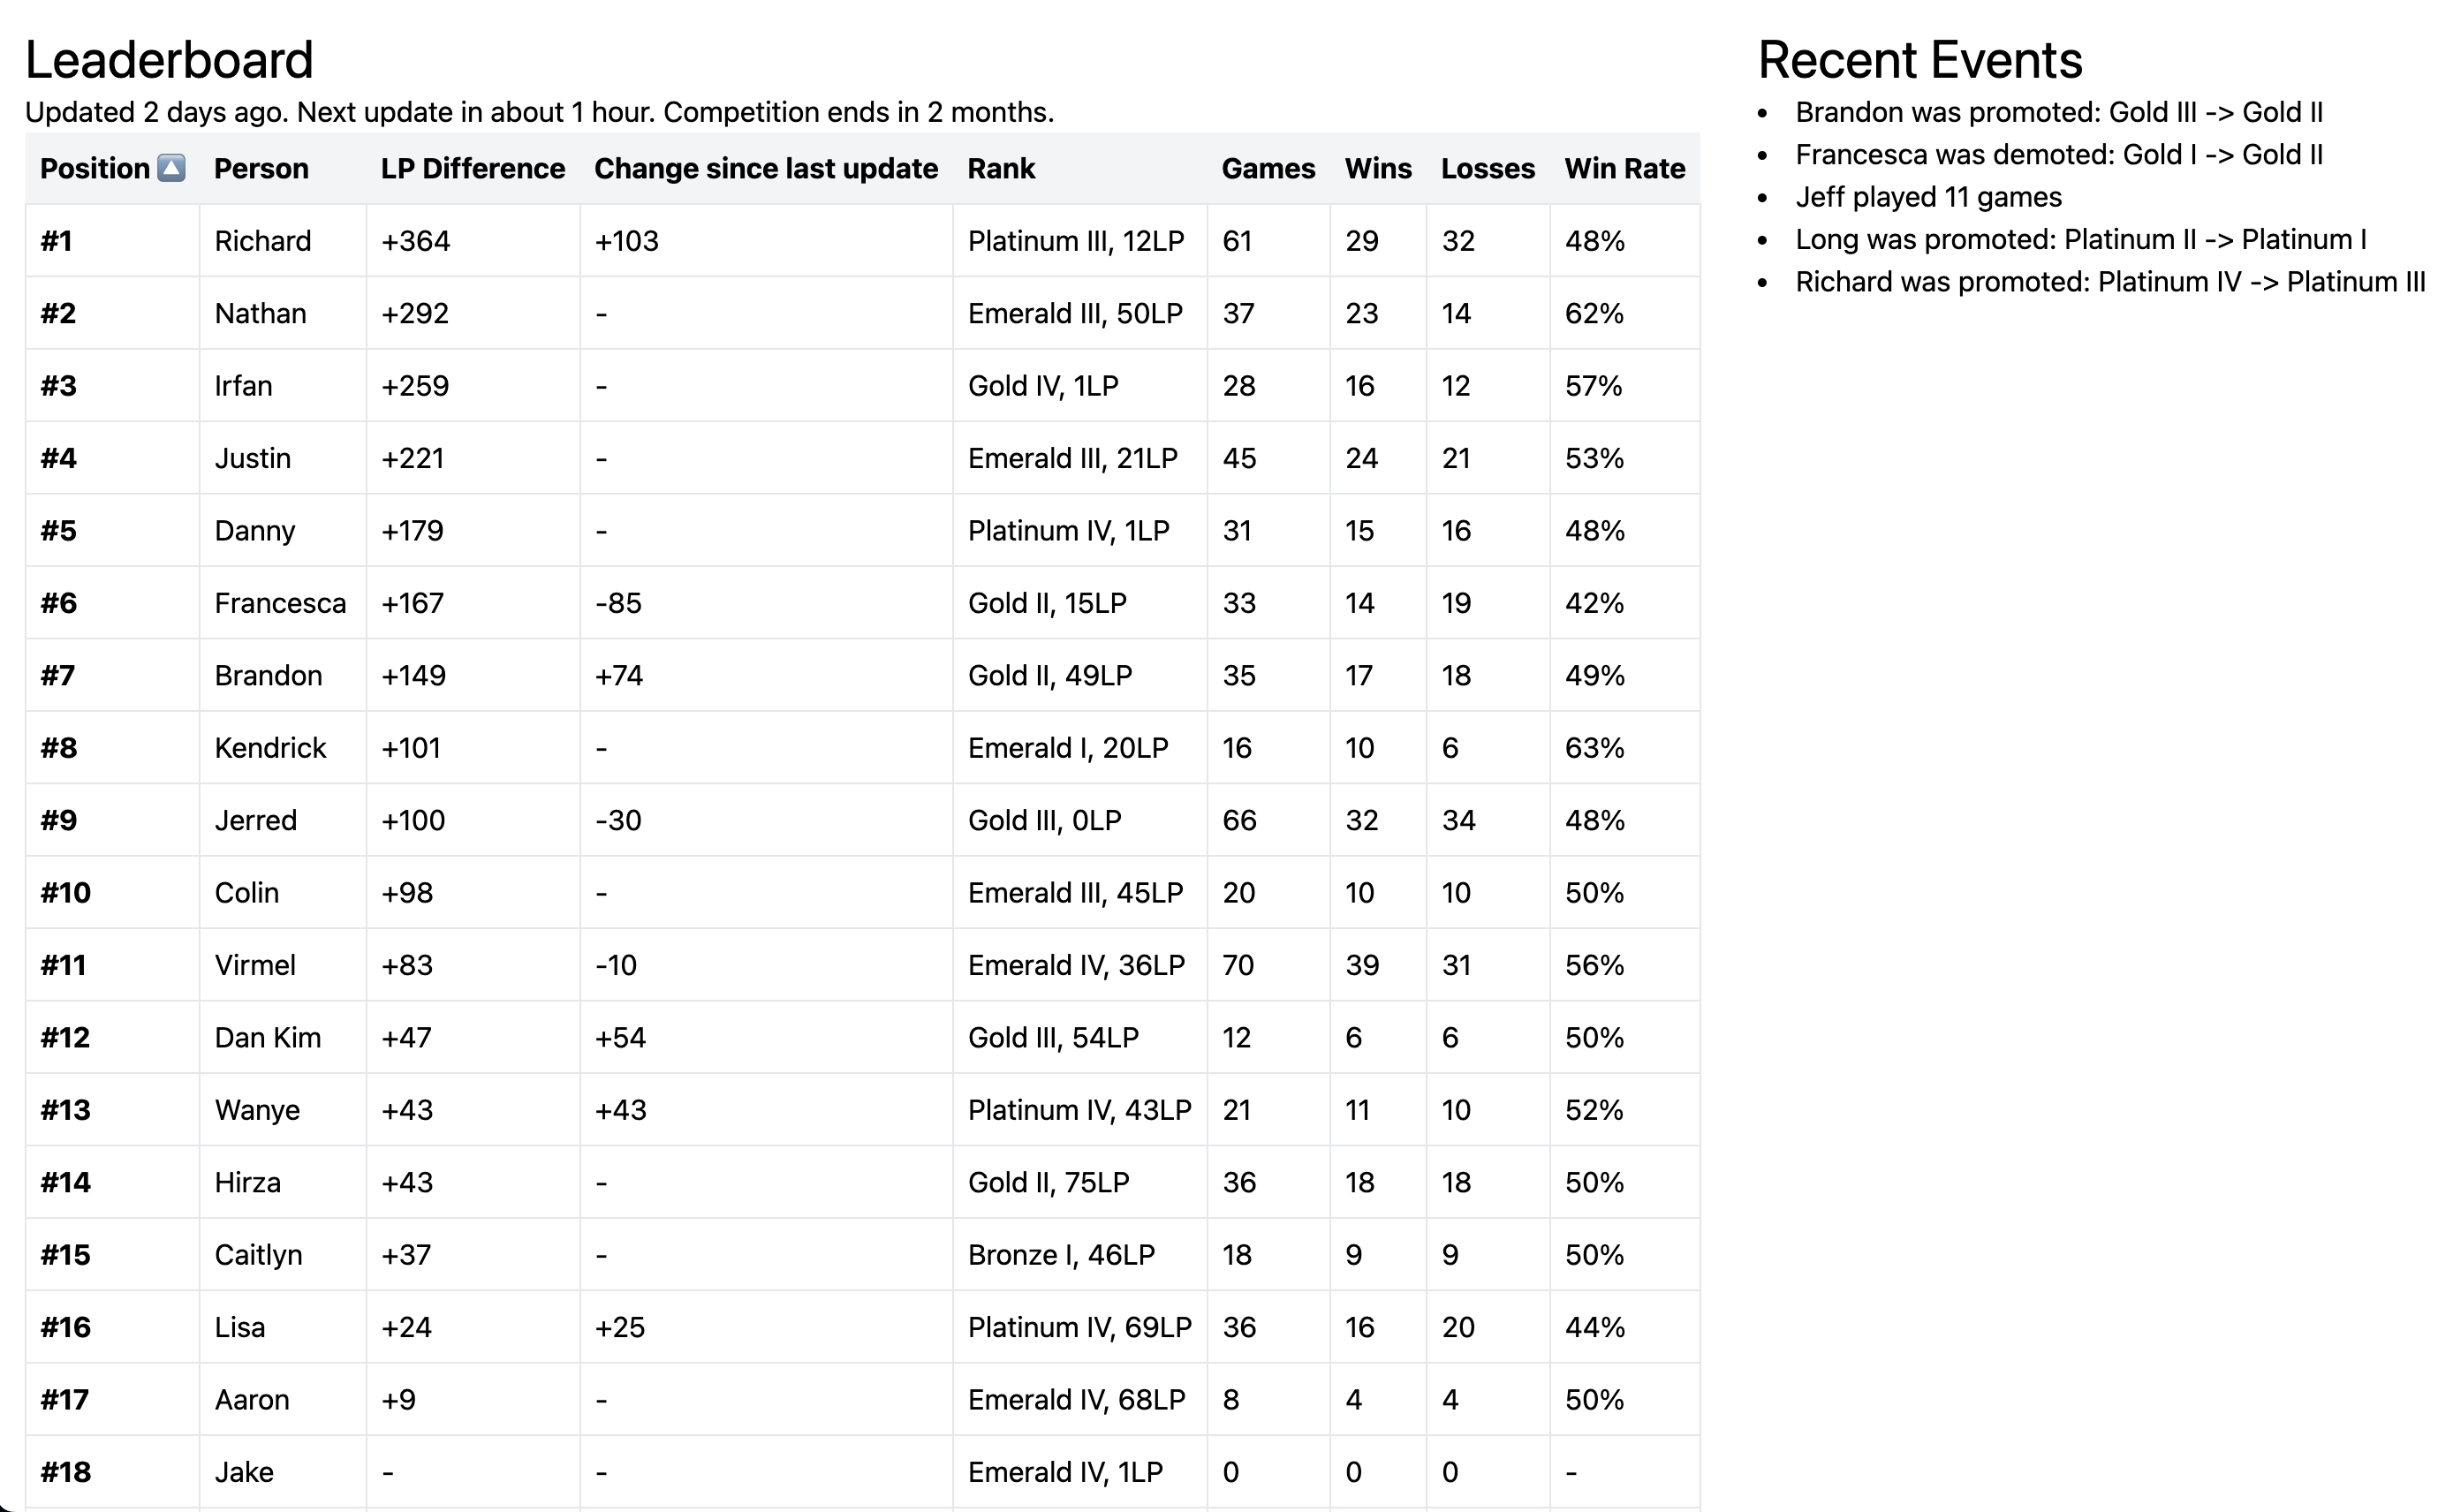 Leaderboard
Updated 2 days ago. Next update in about 1 hour. Competition ends in 2 months.
Position 🔼 Person LP Difference Change since last update Rank Games Wins Losses Win Rate
#1 Richard +364 +103 Platinum III, 12LP 61 29 32 48%
#2 Nathan +292 - Emerald III, 50LP 37 23 14 62%
#3 Irfan +259 - Gold IV, 1LP 28 16 12 57%
#4 Justin +221 - Emerald III, 21LP 45 24 21 53%
#5 Danny +179 - Platinum IV, 1LP 31 15 16 48%
#6 Francesca +167 -85 Gold II, 15LP 33 14 19 42%
#7 Brandon +149 +74 Gold II, 49LP 35 17 18 49%
#8 Kendrick +101 - Emerald I, 20LP 16 10 6 63%
#9 Jerred +100 -30 Gold III, 0LP 66 32 34 48%
#10 Colin +98 - Emerald III, 45LP 20 10 10 50%
#11 Virmel +83 -10 Emerald IV, 36LP 70 39 31 56%
#12 Dan Kim +47 +54 Gold III, 54LP 12 6 6 50%
#13 Wanye +43 +43 Platinum IV, 43LP 21 11 10 52%
#14 Hirza +43 - Gold II, 75LP 36 18 18 50%
#15 Caitlyn +37 - Bronze I, 46LP 18 9 9 50%
#16 Lisa +24 +25 Platinum IV, 69LP 36 16 20 44%
#17 Aaron +9 - Emerald IV, 68LP 8 4 4 50%
#18 Jake - - Emerald IV, 1LP 0 0 0 -
Recent Events
• Brandon was promoted: Gold III -> Gold II
• Francesca was demoted: Gold I -> Gold II
• Jeff played 11 games
• Long was promoted: Platinum II -> Platinum I
• Richard was promoted: Platinum IV -> Platinum III